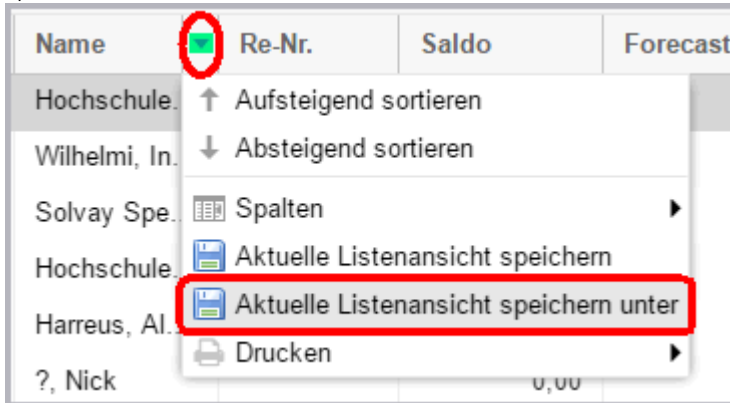 Name Re-Nr. Saldo Forecast
Hochschule.. Aufsteigend sortieren
Wilhelmi, In.. Absteigend sortieren
Solvay Spe.. Spalten
Hochschule.. Aktuelle Listenansicht speichern
Aktuelle Listenansicht speichern unter
Harreus, Al..
Drucken
?, Nick 0,00